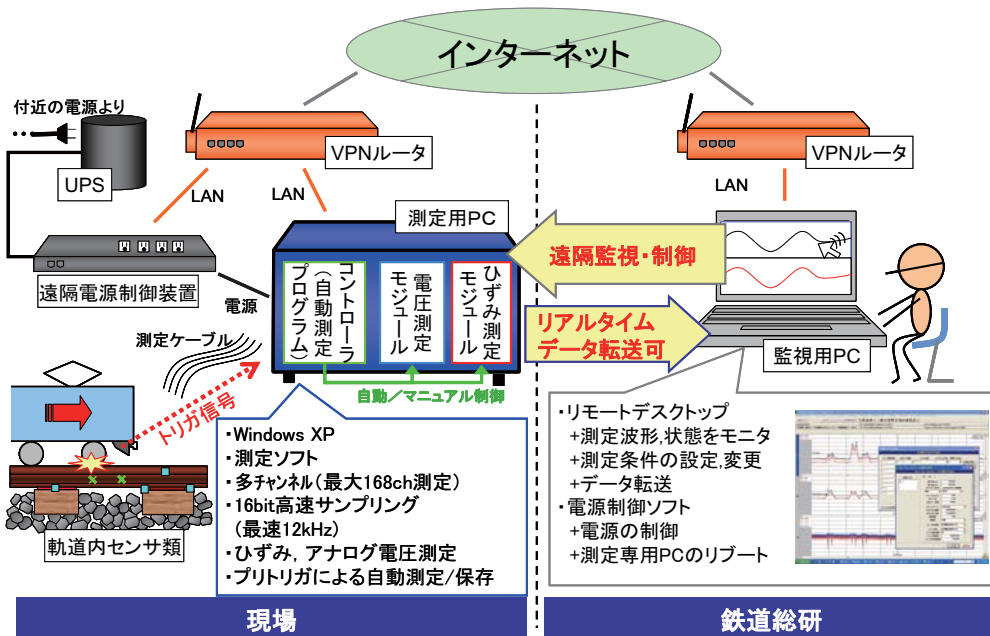 インターネット
付近の電源より
UPS
VPNルータ
LAN
LAN
遠隔電源制御装置
電源
測定用PC
コントローラ
(自動測定
プログラム)
電圧測定
モジュール
ひずみ測定
モジュール
自動／マニュアル制御
測定ケーブル
トリガ信号
軌道内センサ類
・Windows XP
・測定ソフト
・多チャンネル(最大168ch測定)
・16bit高速サンプリング
(最速12kHz)
・ひずみ，アナログ電圧測定
・プリトリガによる自動測定/保存
現場
VPNルータ
LAN
遠隔監視・制御
リアルタイム
データ転送可
監視用PC
・リモートデスクトップ
+測定波形,状態をモニタ
+測定条件の設定,変更
+データ転送
・電源制御ソフト
+電源の制御
+測定専用PCのリブート
鉄道総研